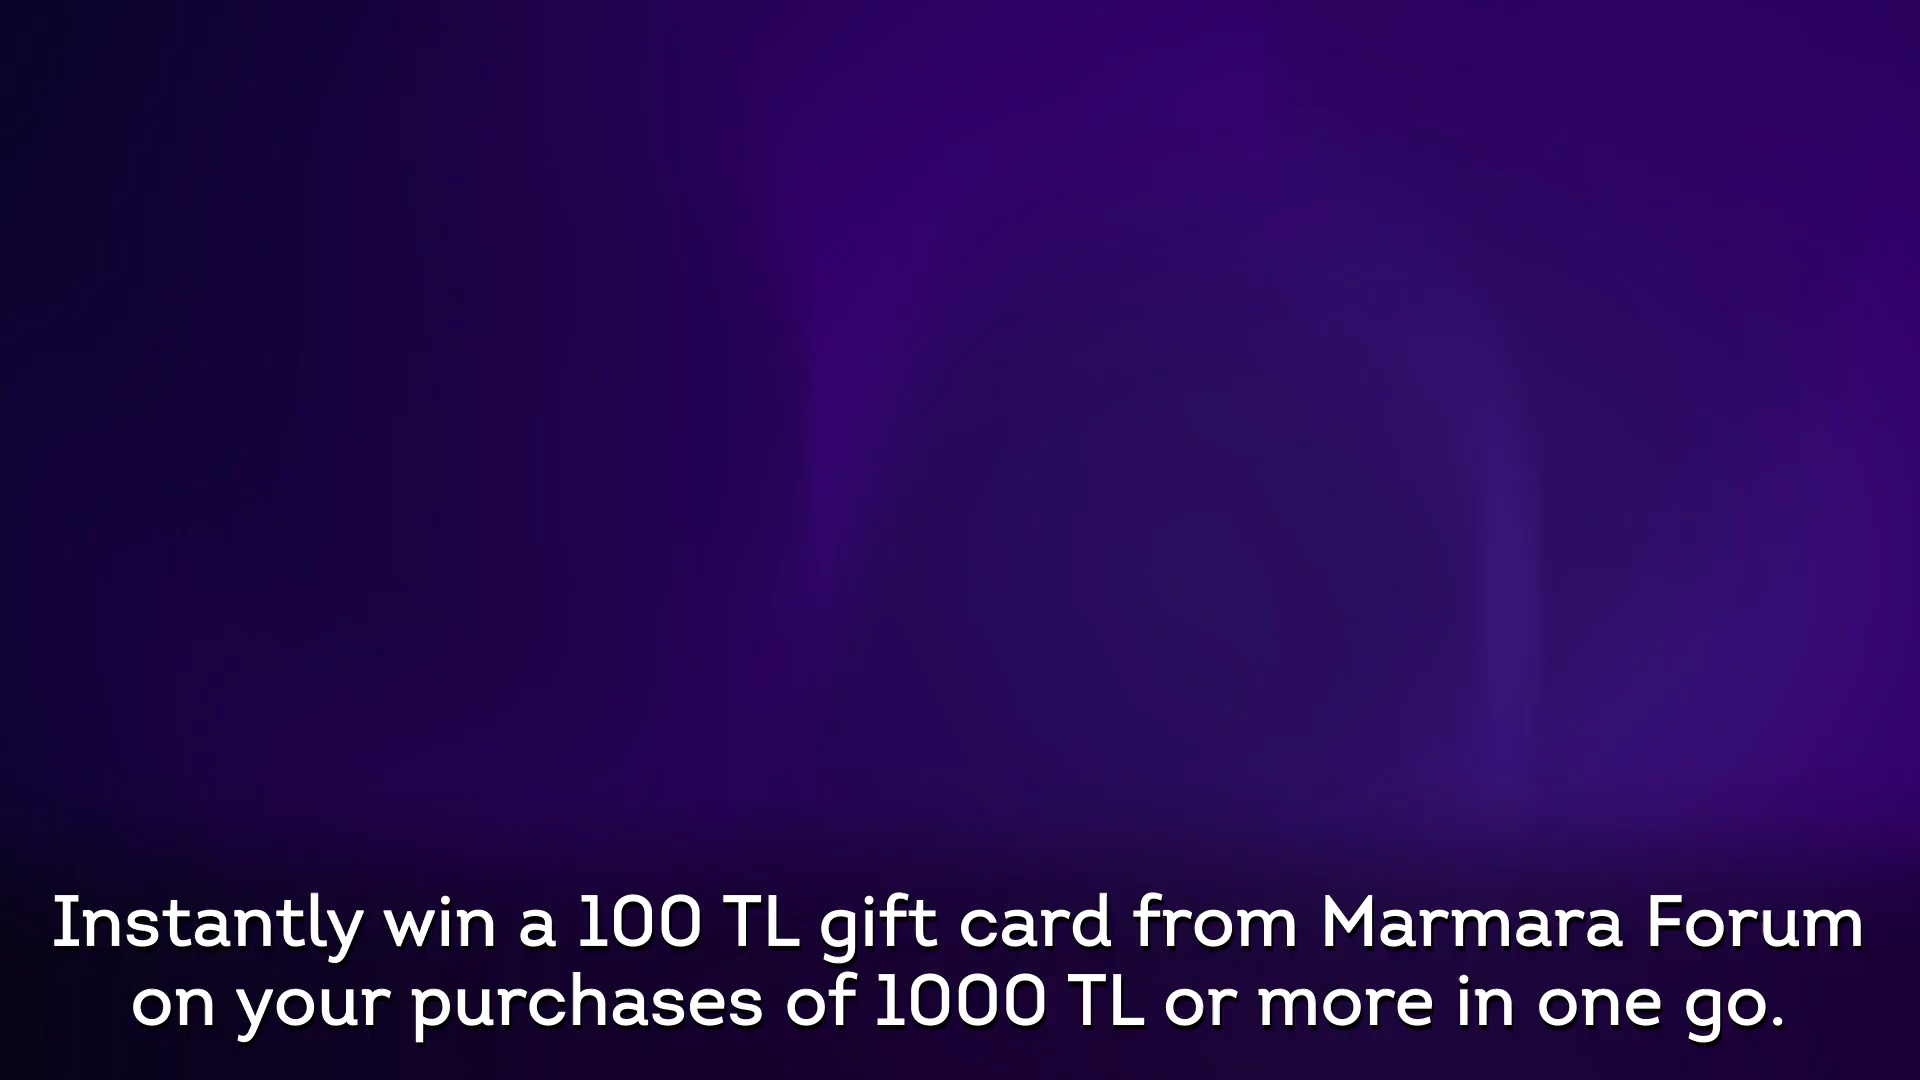 Instantly win a 100 TL gift card from Marmara Forum
on your purchases of 1000 TL or more in one go.